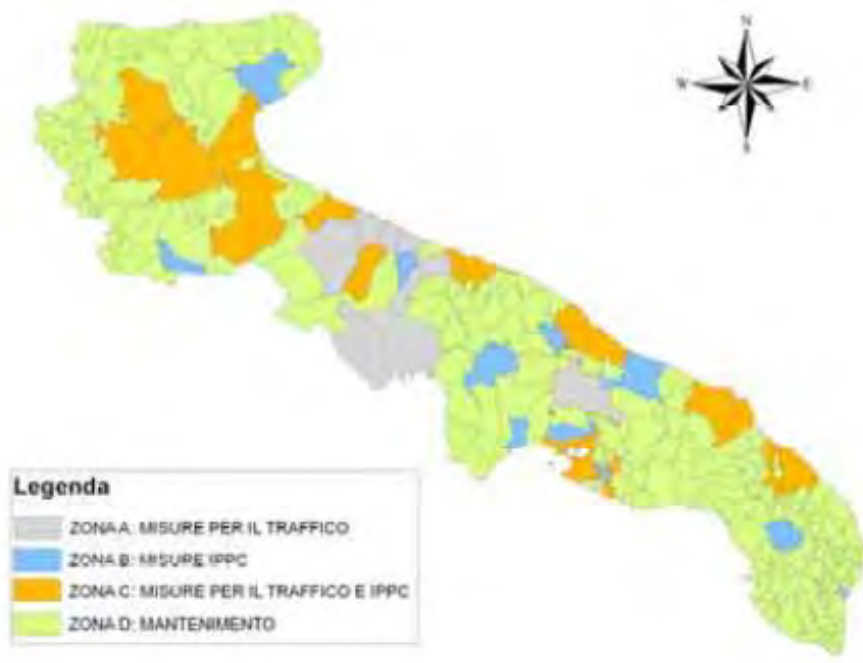 N
W E
S
Legenda
ZONA A: MISURE PER IL TRAFFICO
ZONA B: MISURE IPPC
ZONA C: MISURE PER IL TRAFFICO E IPPC
ZONA D: MANTENIMENTO